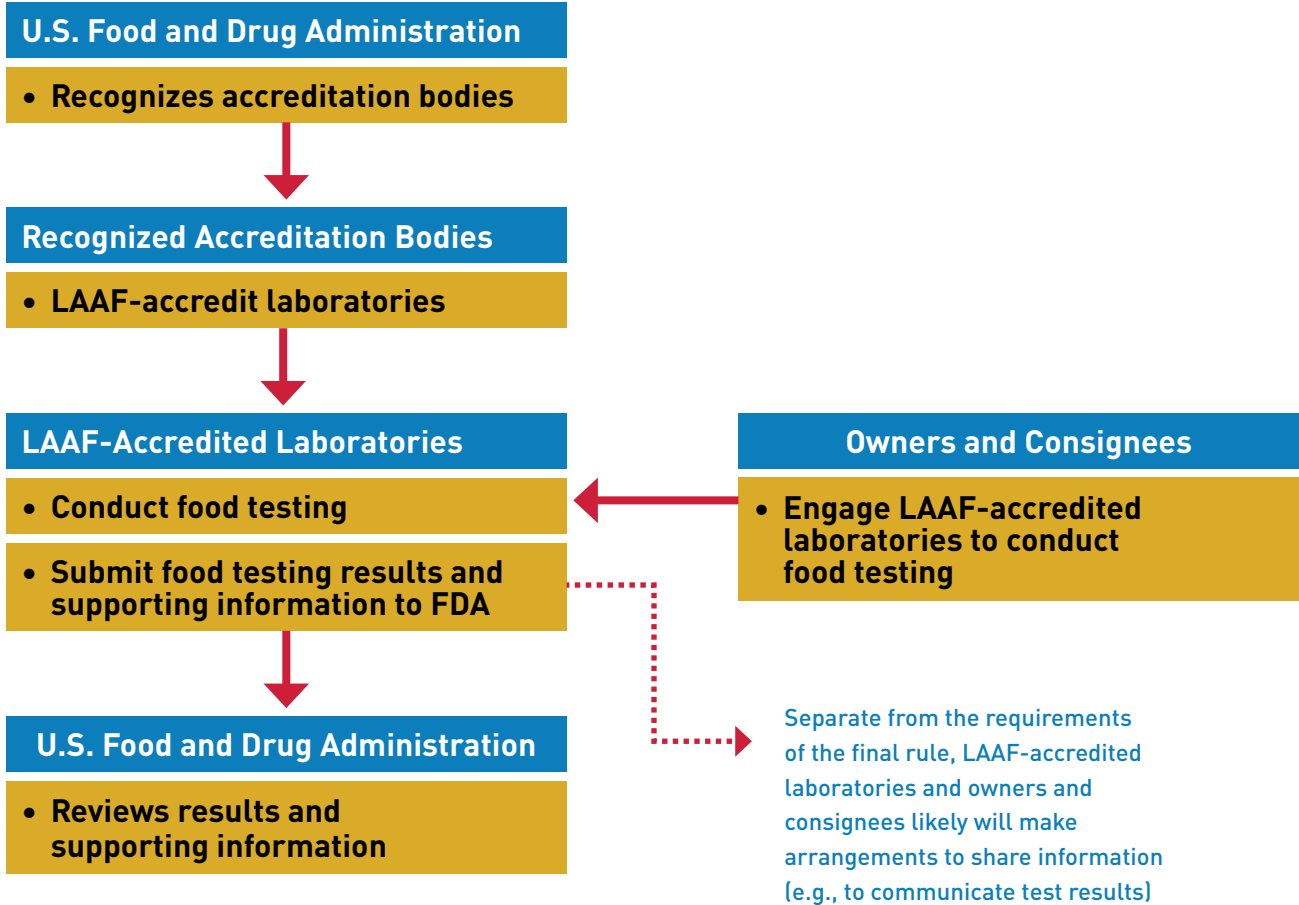 U.S. Food and Drug Administration
• Recognizes accreditation bodies
Recognized Accreditation Bodies
• LAAF-accredit laboratories
LAAF-Accredited Laboratories
• Conduct food testing
• Submit food testing results and
supporting information to FDA
Owners and Consignees
• Engage LAAF-accredited
laboratories to conduct
food testing
U.S. Food and Drug Administration
• Reviews results and
supporting information
Separate from the requirements
of the final rule, LAAF-accredited
laboratories and owners and
consignees likely will make
arrangements to share information
(e.g., to communicate test results)